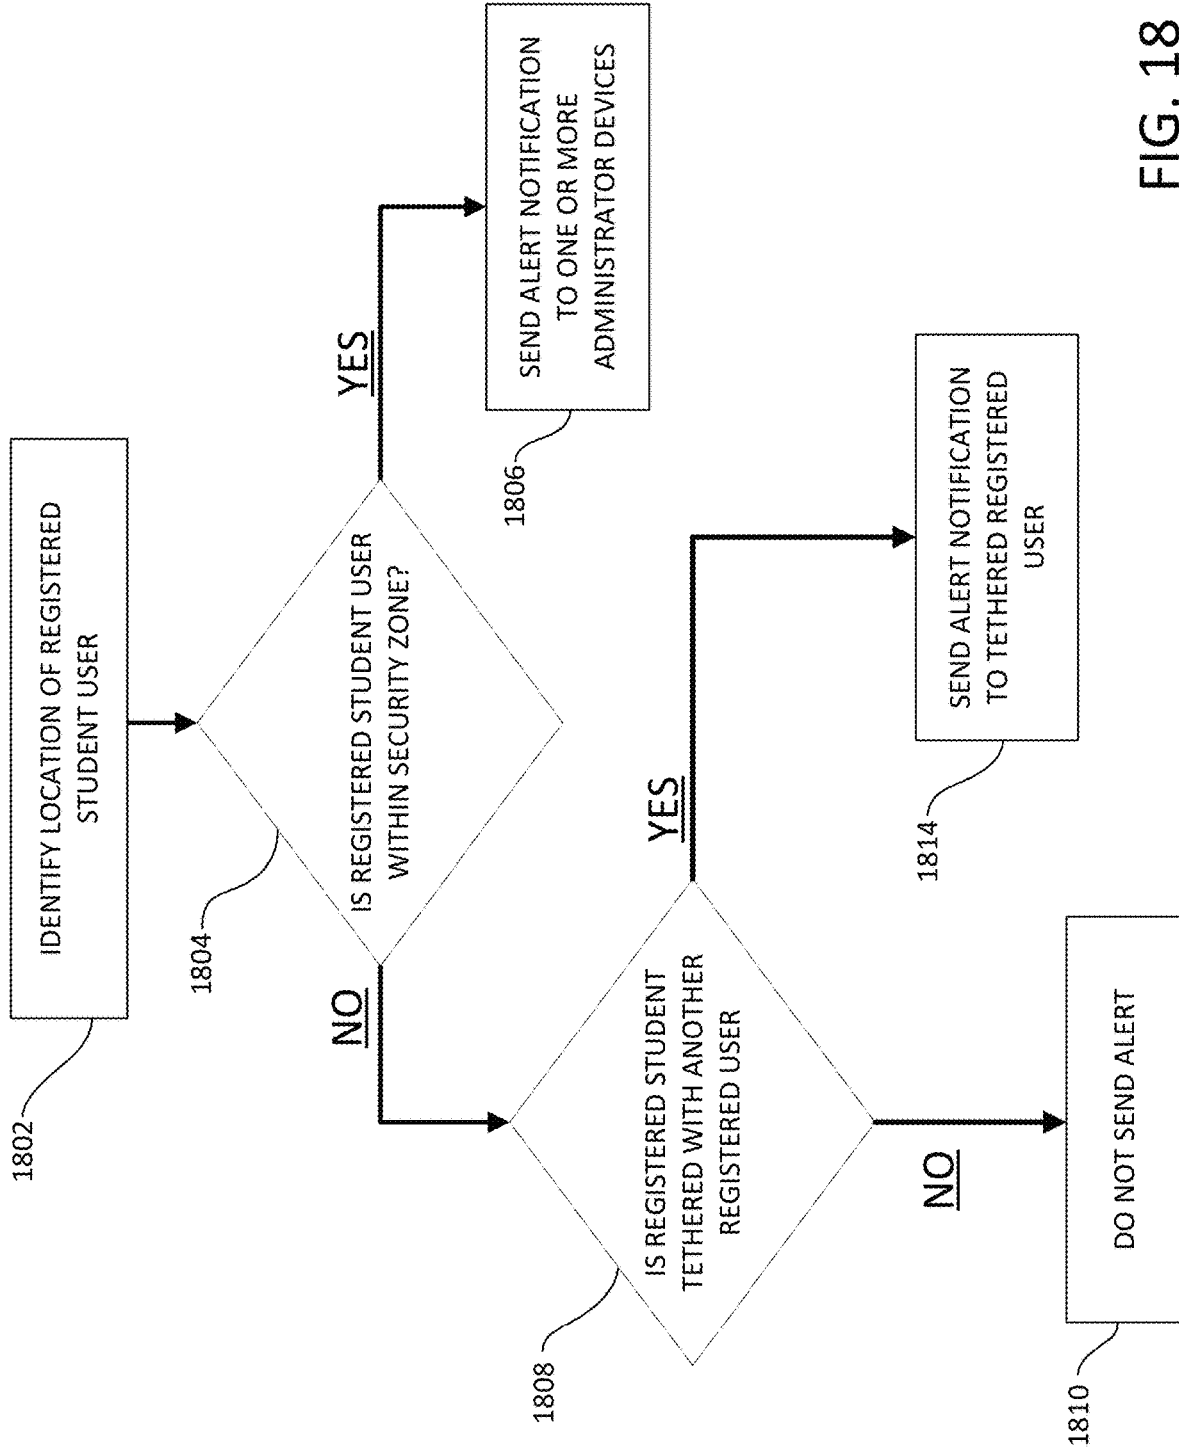 IDENTIFY LOCATION OF REGISTERED
STUDENT USER
1802
IS REGISTERED STUDENT USER
WITHIN SECURITY ZONE?
1804
YES
SEND ALERT NOTIFICATION
TO ONE OR MORE
ADMINISTRATOR DEVICES
1806
NO
IS REGISTERED STUDENT
TETHERED WITH ANOTHER
REGISTERED USER
1808
YES
SEND ALERT NOTIFICATION
TO TETHERED REGISTERED
USER
1814
NO
DO NOT SEND ALERT
1810
FIG. 18